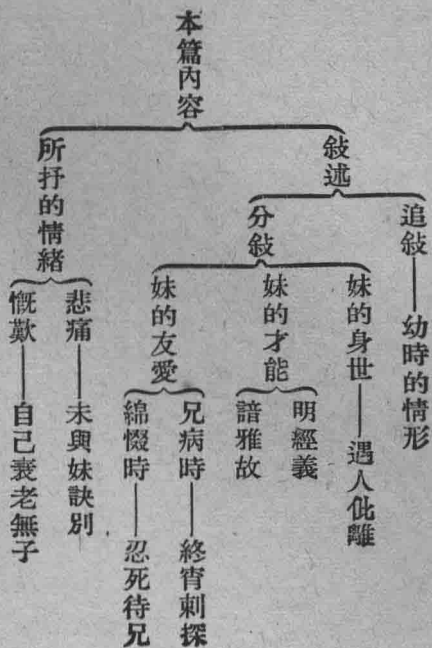 本篇內容
敍述
追敍——幼時的情形
分敍
妹的身世——遇人仳離
妹的才能
明經義
諳雅故
妹的友愛
兄病時——終宵刺探
綿惙時——忍死待兄
所抒的情緒
悲痛——未與妹訣別
慨歎——自己衰老無子